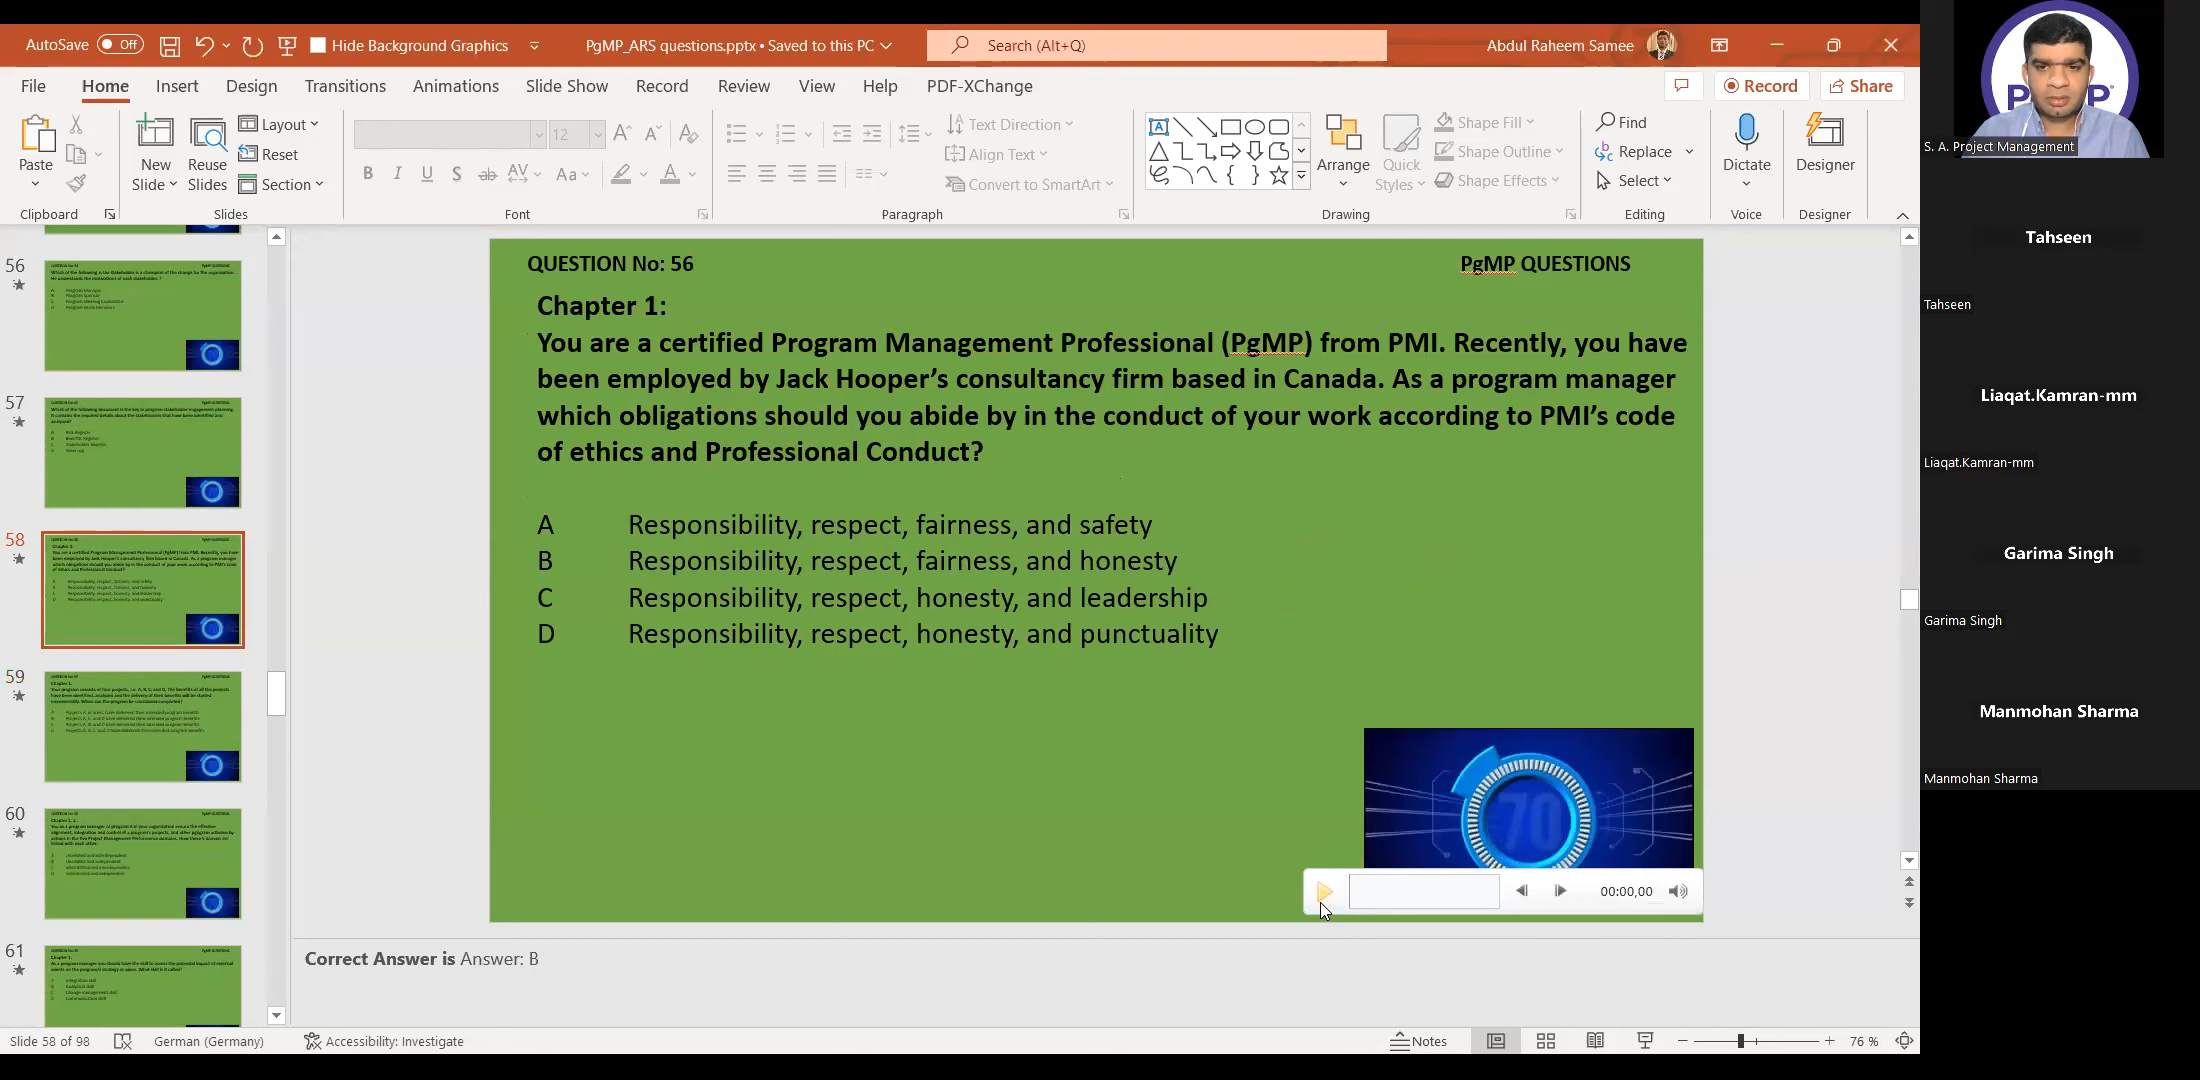 AutoSave Off Hide Background Graphics PgMP_ARS questions.pptx • Saved to this PC Search (Alt+Q) Abdul Raheem Samee
File Home Insert Design Transitions Animations Slide Show Record Review View Help PDF-XChange Record Share
Paste
New Slide
Reuse Slides
Layout
Reset
Section
12
Text Direction
Align Text
Convert to SmartArt
Arrange
Quick Styles
Shape Fill
Shape Outline
Shape Effects
Find
Replace
Select
Dictate
Designer
Clipboard Slides Font Paragraph Drawing Editing Voice Designer
56
57
58
59
60
61
QUESTION No: 56 PgMP QUESTIONS
Chapter 1:
You are a certified Program Management Professional (PgMP) from PMI. Recently, you have
been employed by Jack Hooper’s consultancy firm based in Canada. As a program manager
which obligations should you abide by in the conduct of your work according to PMI’s code
of ethics and Professional Conduct?
A Responsibility, respect, fairness, and safety
B Responsibility, respect, fairness, and honesty
C Responsibility, respect, honesty, and leadership
D Responsibility, respect, honesty, and punctuality
70
00:00,00
Correct Answer is Answer: B
Slide 58 of 98 German (Germany) Accessibility: Investigate Notes 76 %
S. A. Project Management
Tahseen
Tahseen
Liaqat.Kamran-mm
Liaqat.Kamran-mm
Garima Singh
Garima Singh
Manmohan Sharma
Manmohan Sharma